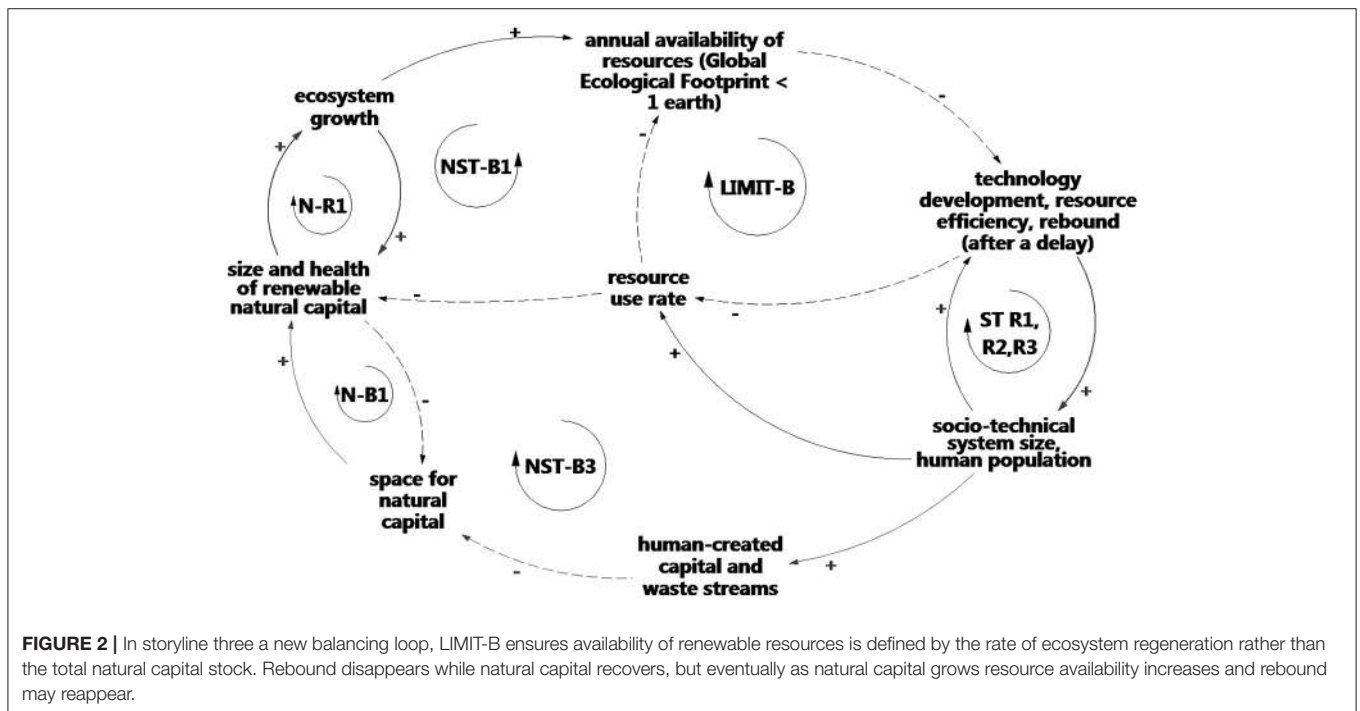 +
annual availability of
resources (Global
Ecological Footprint <
1 earth)
-
ecosystem
growth
-
+
NST-B1
LIMIT-B
technology
development, resource
efficiency, rebound
(after a delay)
N-R1
+
size and health
of renewable
natural capital
resource
use rate
-
-
+
ST R1,
R2,R3
+
+
N-B1
-
+
socio-technical
system size,
human population
NST-B3
space for
natural
capital
human-created
capital and
waste streams
-
+
FIGURE 2 | In storyline three a new balancing loop, LIMIT-B ensures availability of renewable resources is defined by the rate of ecosystem regeneration rather than
the total natural capital stock. Rebound disappears while natural capital recovers, but eventually as natural capital grows resource availability increases and rebound
may reappear.